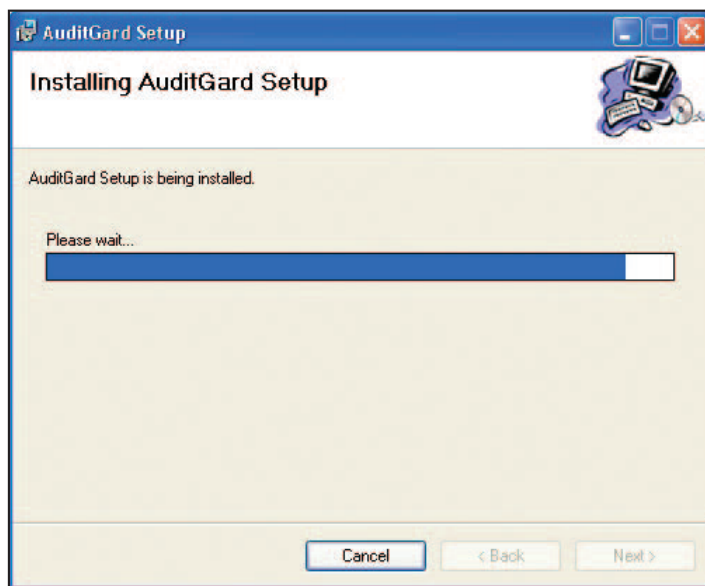 AuditGard Setup
Installing AuditGard Setup
AuditGard Setup is being installed.
Please wait...
Cancel
< Back
Next >